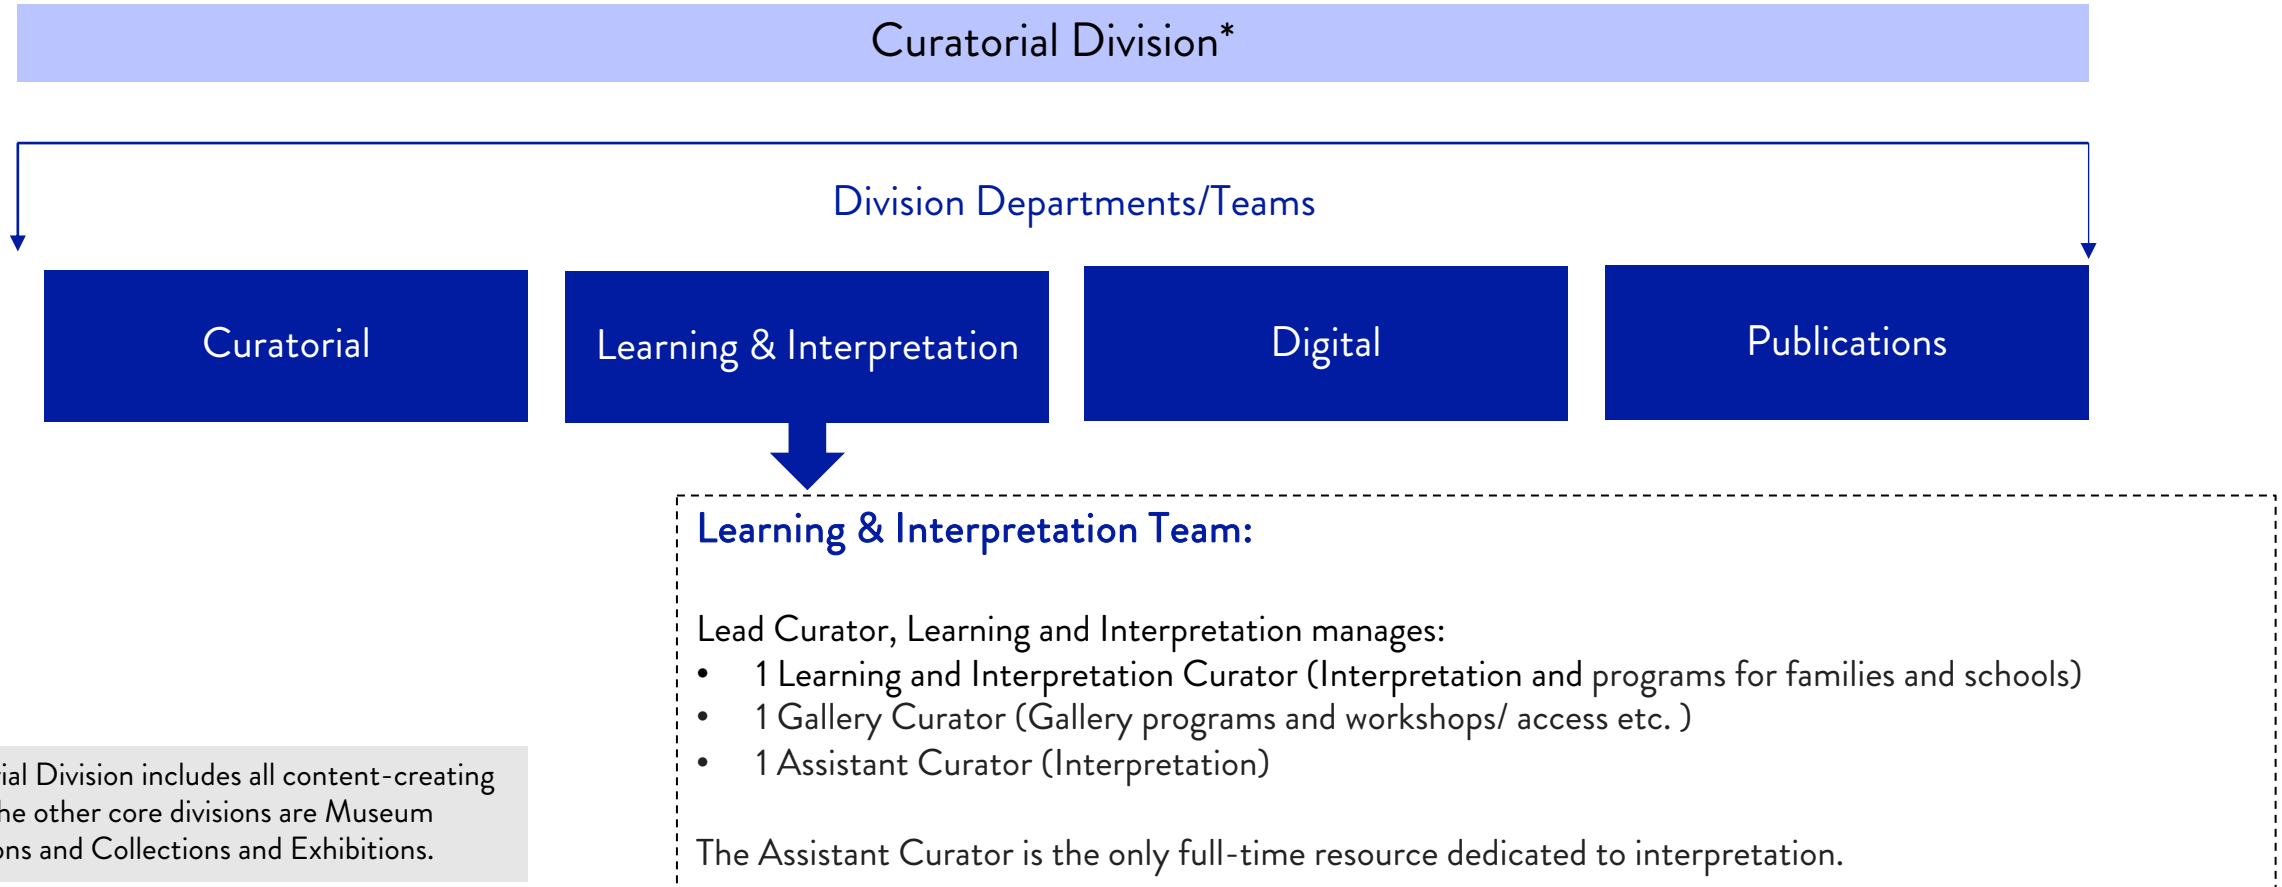 Curatorial Division*
Division Departments/Teams
Curatorial
Learning & Interpretation
Digital
Publications
Learning & Interpretation Team:
Lead Curator, Learning and Interpretation manages:
• 1 Learning and Interpretation Curator (Interpretation and programs for families and schools)
• 1 Gallery Curator (Gallery programs and workshops/ access etc. )
• 1 Assistant Curator (Interpretation)
The Assistant Curator is the only full-time resource dedicated to interpretation.
Division includes all content-creating
other core divisions are Museum
and Collections and Exhibitions.